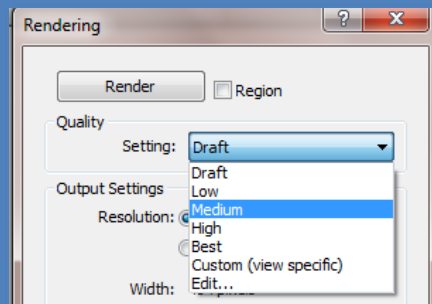 Rendering
Render
Region
Quality
Setting: Draft
Draft
Output Settings
Low
Resolution:
Medium
High
Best
Custom (view specific)
Width:
Edit...